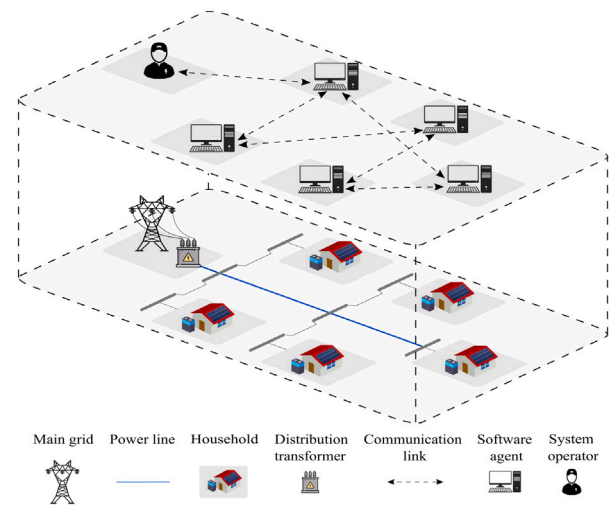 Main grid Power line Household Distribution Communication Software System
transformer link agent operator